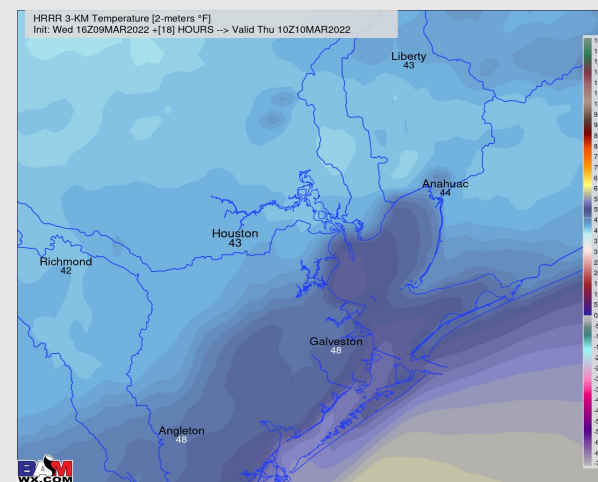 HRRR 3-KM Temperature [2-meters °F]
Init: Wed 16Z09MAR2022 +[18] HOURS --> Valid Thu 10Z10MAR2022
Liberty
43
Anahuac
44
Houston
43
Richmond
42
Galveston
48
Angleton
48
BAM
WX.COM